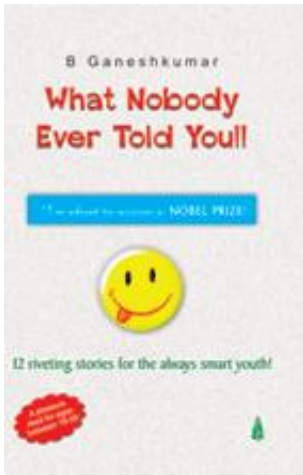 B Ganeshkumar
What Nobody
Ever Told You!!
NOBEL PRIZE'
12 riveting stories for the always smart youth!